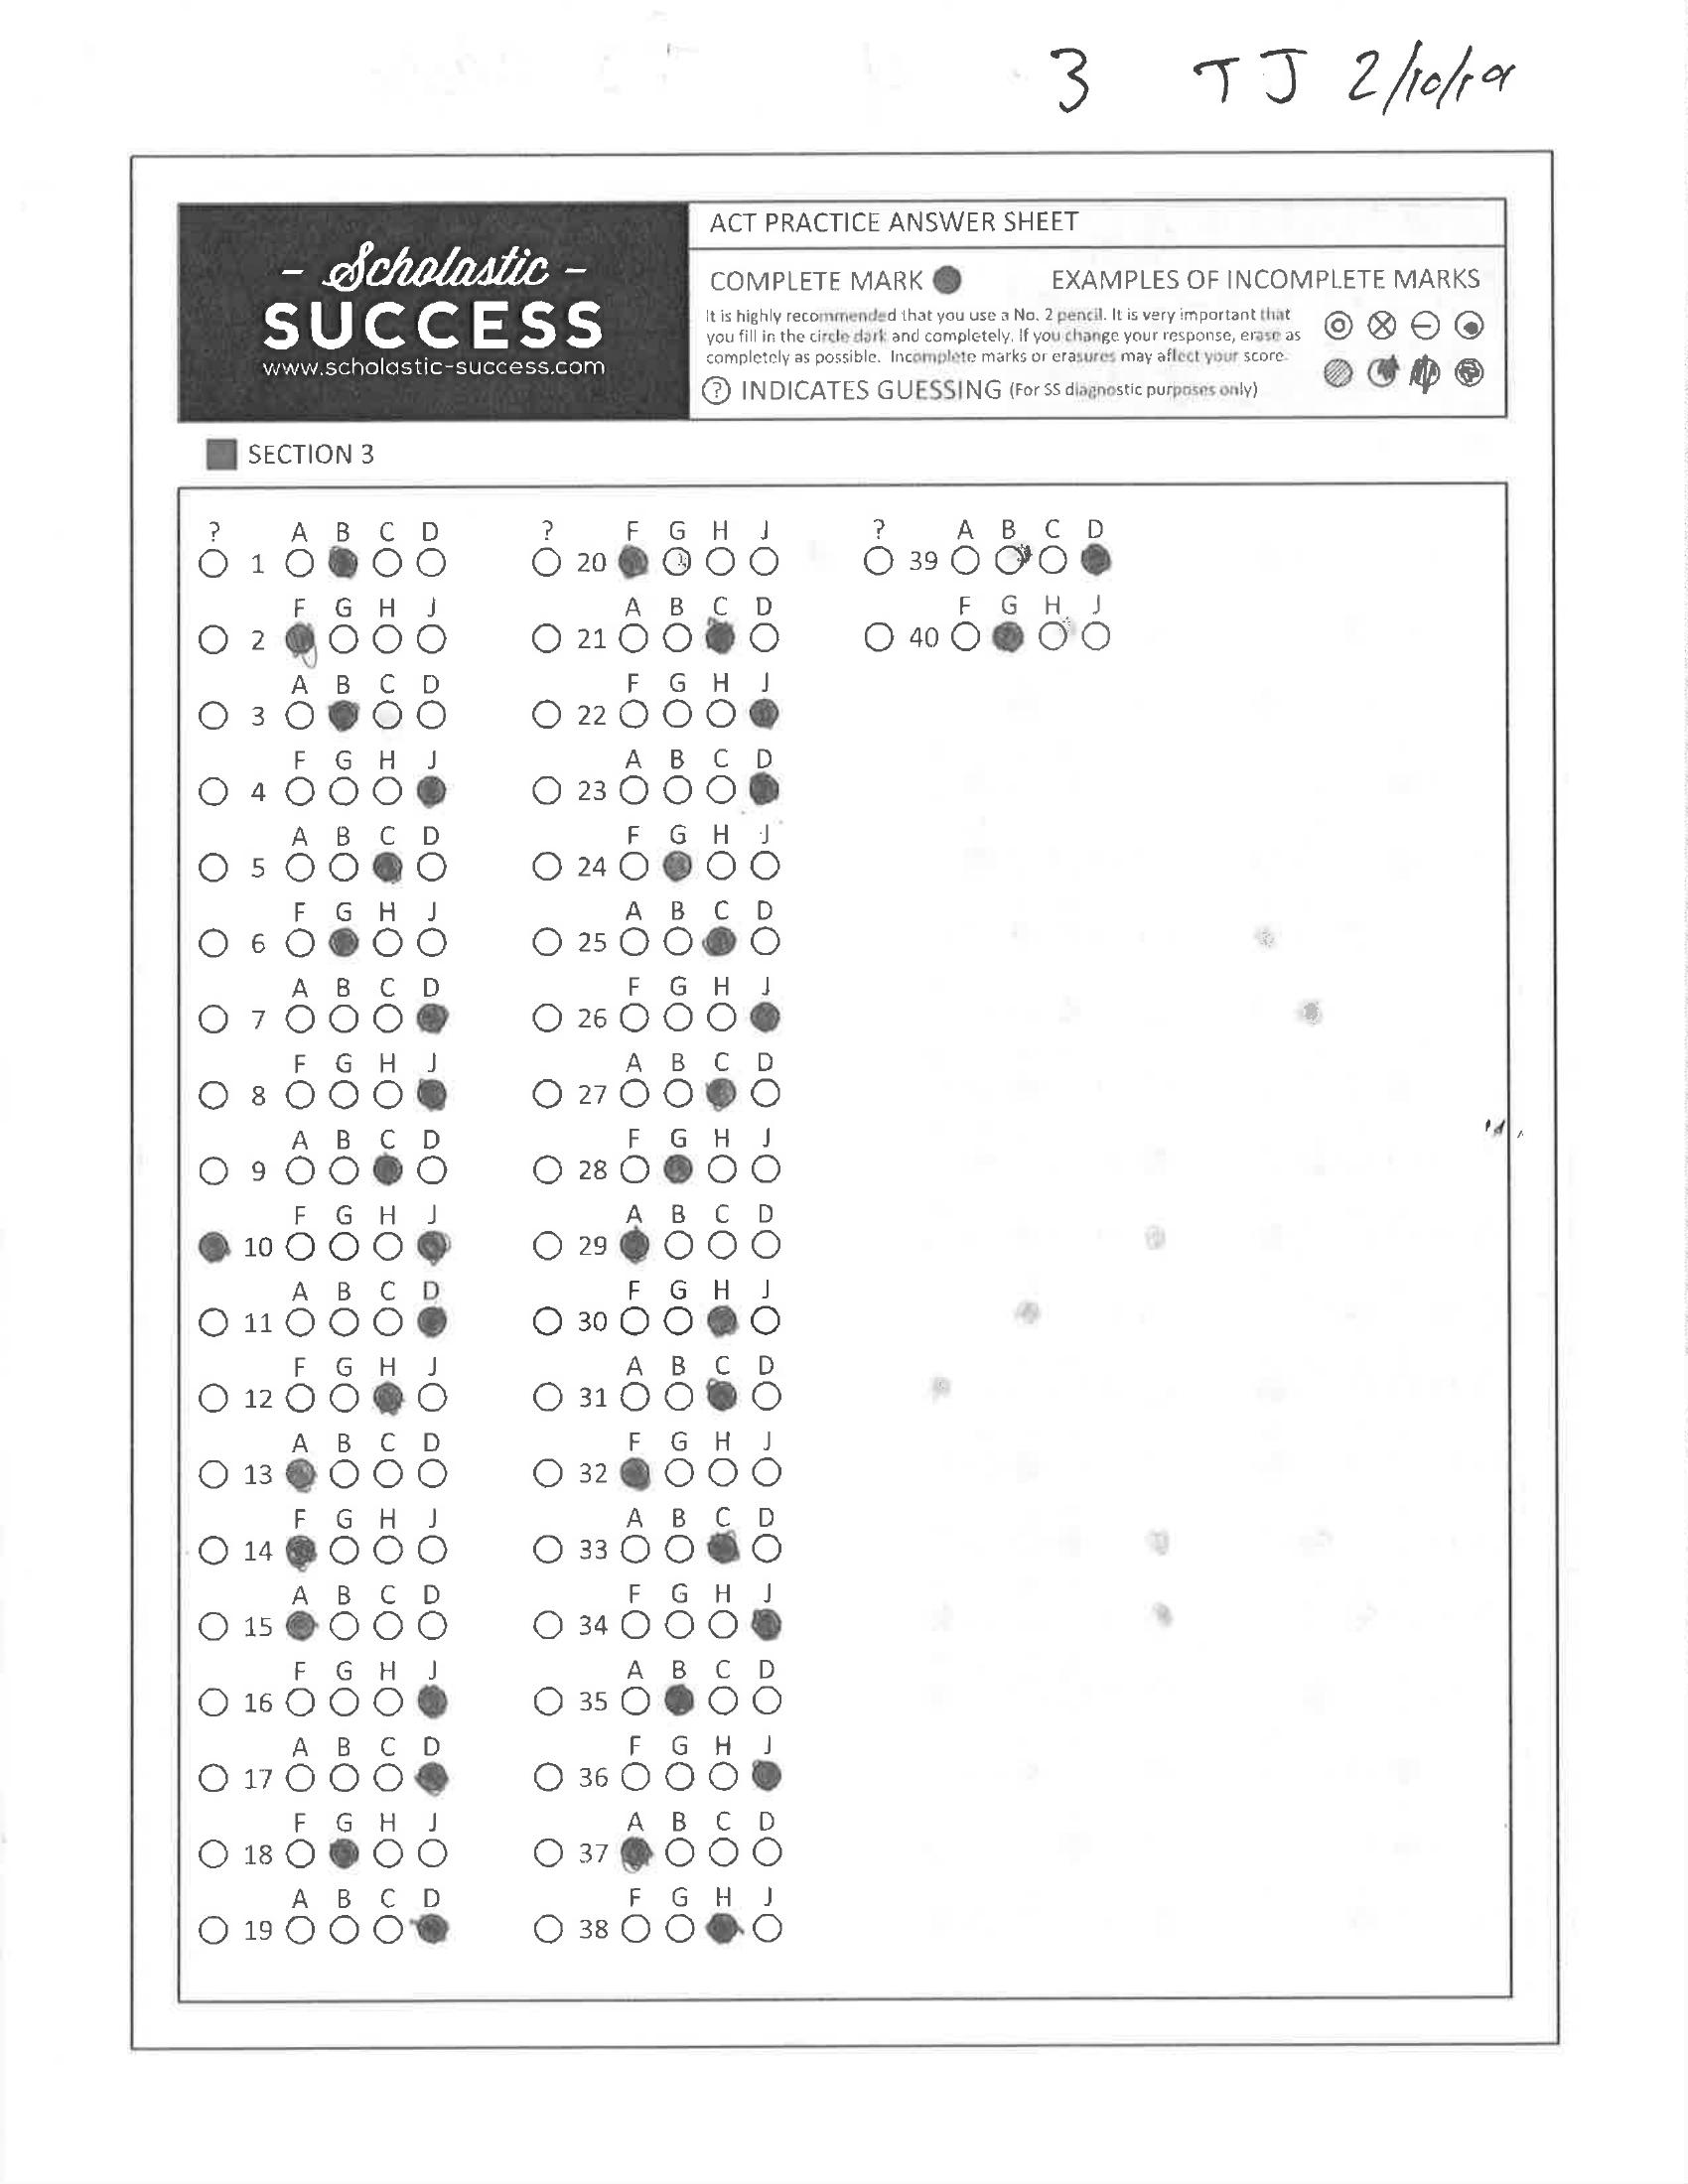 3 TJ 2/10/19
- Scholastic -
SUCCESS
www.scholastic-success.com
ACT PRACTICE ANSWER SHEET
COMPLETE MARK EXAMPLES OF INCOMPLETE MARKS
It is highly recommended that you use a No. 2 pencil. It is very important that
you fill in the circle dark and completely. If you change your response, erase as
completely as possible. Incomplete marks or erasures may affect your score.
? INDICATES GUESSING (For SS diagnostic purposes only)
SECTION 3
? A B C D
1
F G H J
2
A B C D
3
F G H J
4
A B C D
5
F G H J
6
A B C D
7
F G H J
8
A B C D
9
F G H J
10
A B C D
11
F G H J
12
A B C D
13
F G H J
14
A B C D
15
F G H J
16
A B C D
17
F G H J
18
A B C D
19
? F G H J
20
A B C D
21
F G H J
22
A B C D
23
F G H J
24
A B C D
25
F G H J
26
A B C D
27
F G H J
28
A B C D
29
F G H J
30
A B C D
31
F G H J
32
A B C D
33
F G H J
34
A B C D
35
F G H J
36
A B C D
37
F G H J
38
? A B C D
39
F G H J
40